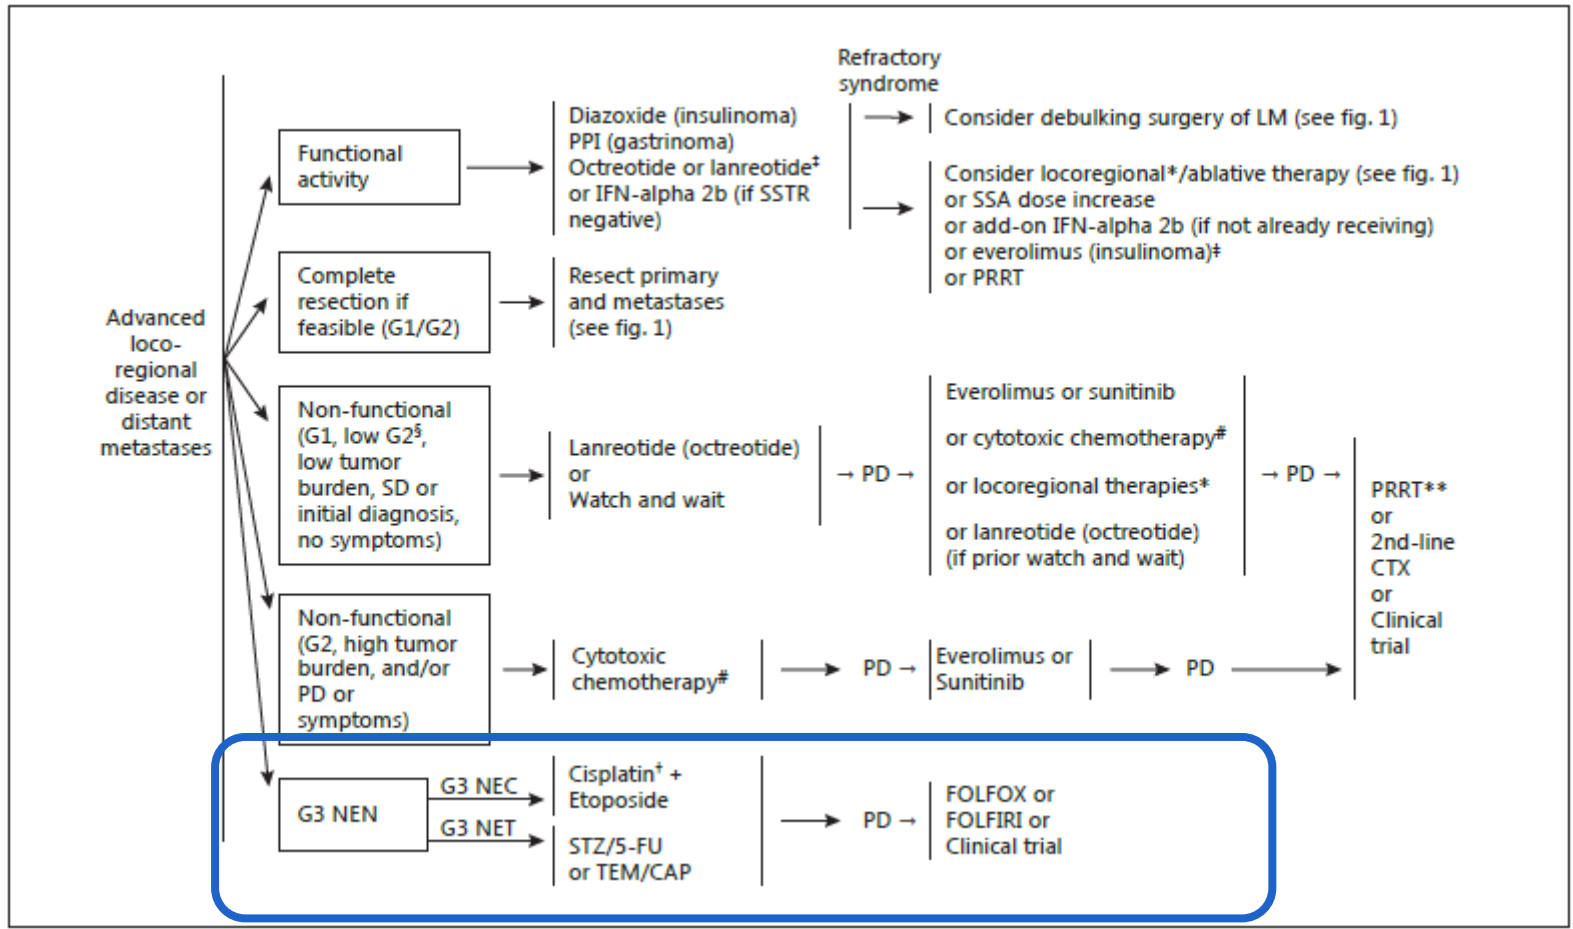 Refractory
syndrome
Advanced
loco-
regional
disease or
distant
metastases
Functional
activity
Diazoxide (insulinoma)
PPI (gastrinoma)
Octreotide or lanreotide‡
or IFN-alpha 2b (if SSTR
negative)
Consider debulking surgery of LM (see fig. 1)
Consider locoregional*/ablative therapy (see fig. 1)
or SSA dose increase
or add-on IFN-alpha 2b (if not already receiving)
or everolimus (insulinoma)‡
or PRRT
Complete
resection if
feasible (G1/G2)
Resect primary
and metastases
(see fig. 1)
Non-functional
(G1, low G2§,
low tumor
burden, SD or
initial diagnosis,
no symptoms)
Lanreotide (octreotide)
or
Watch and wait
→ PD →
Everolimus or sunitinib
or cytotoxic chemotherapy#
or locoregional therapies*
or lanreotide (octreotide)
(if prior watch and wait)
→ PD →
PRRT**
or
2nd-line
CTX
or
Clinical
trial
Non-functional
(G2, high tumor
burden, and/or
PD or
symptoms)
Cytotoxic
chemotherapy#
PD →
Everolimus or
Sunitinib
PD
G3 NEN
G3 NEC
Cisplatin† +
Etoposide
G3 NET
STZ/5-FU
or TEM/CAP
PD →
FOLFOX or
FOLFIRI or
Clinical trial